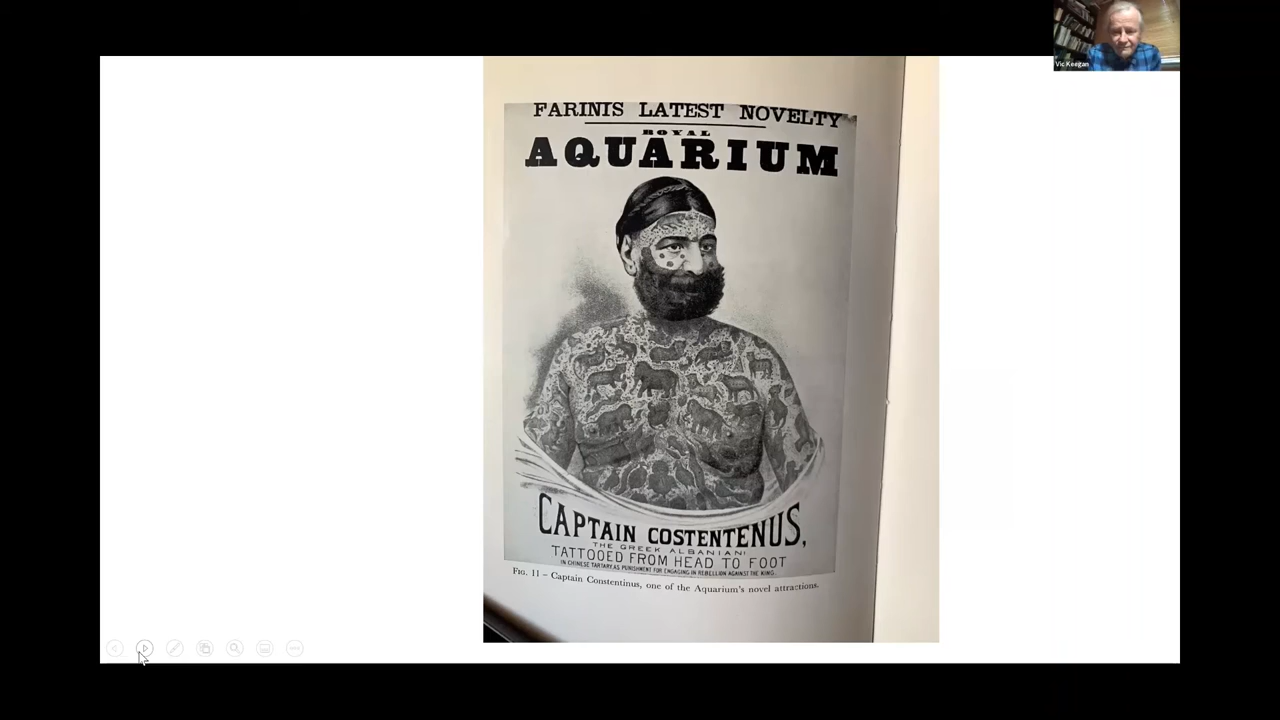 Vic Keegan
FARINIS LATEST NOVELTY
ROYAL
AQUARIUM
CAPTAIN COSTENTENUS,
THE GREEK ALBANIAN!
TATTOOED FROM HEAD TO FOOT
IN CHINESE TARTARY, AS PUNISHMENT FOR ENGAGING IN REBELLION AGAINST THE KING.
FIG. 11 – Captain Constentinus, one of the Aquarium's novel attractions.